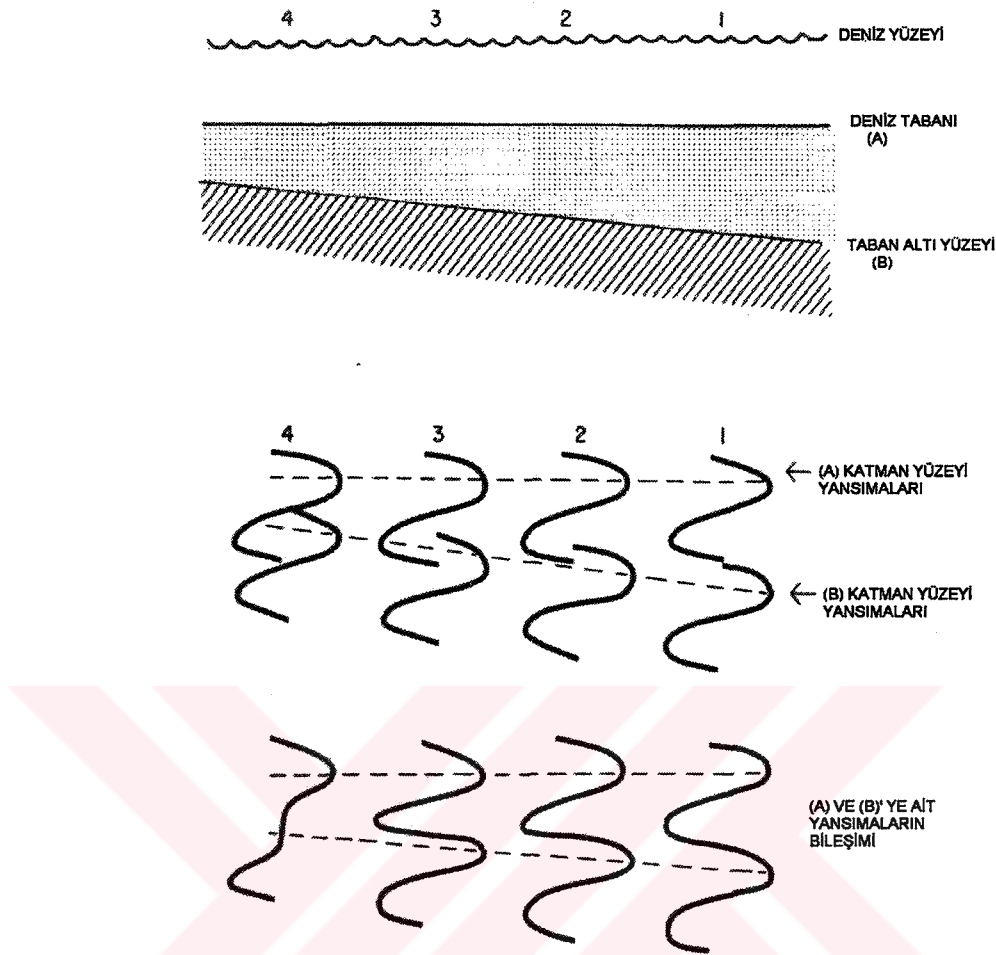 4 3 2 1
DENİZ YÜZEYİ
DENİZ TABANI
(A)
TABAN ALTI YÜZEYİ
(B)
4 3 2 1
(A) KATMAN YÜZEYİ
YANSIMALARI
(B) KATMAN YÜZEYİ
YANSIMALARI
(A) VE (B)' YE AİT
YANSIMALARIN
BİLEŞİMİ